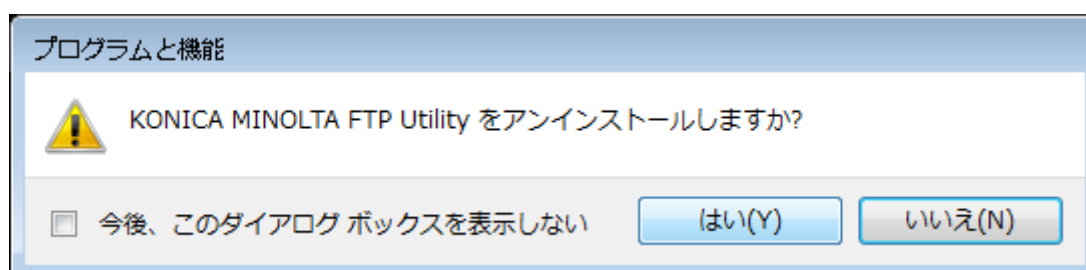 プログラムと機能
KONICA MINOLTA FTP Utility をアンインストールしますか?
今後、このダイアログ ボックスを表示しない
はい(Y)
いいえ(N)